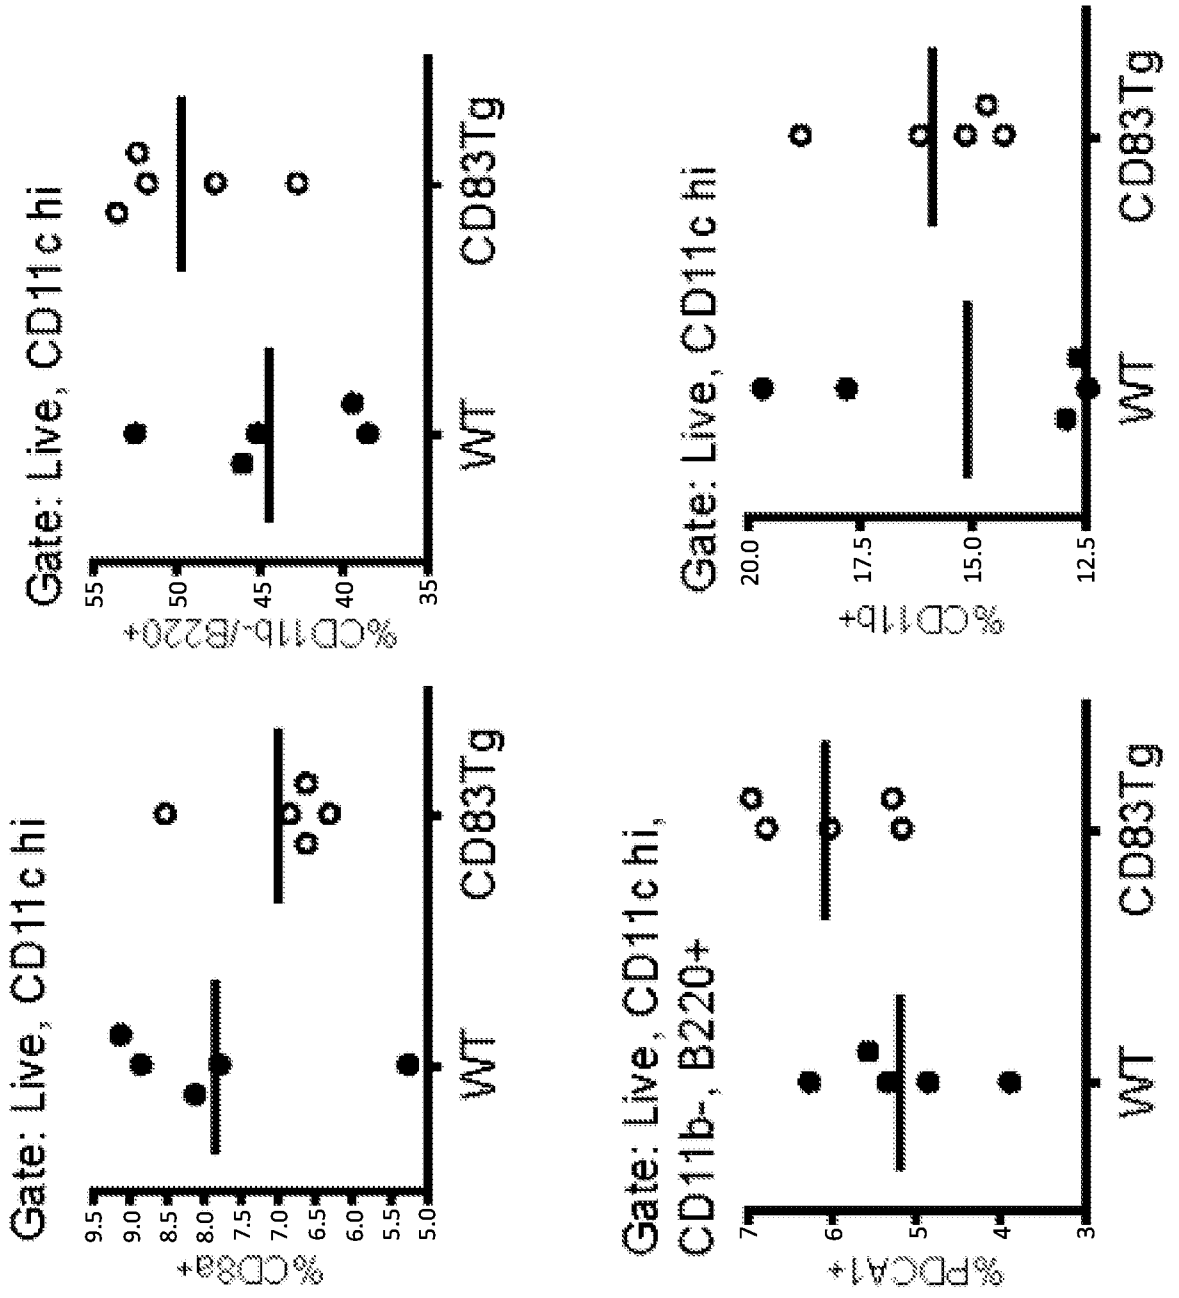 Gate: Live, CD11c hi
%CD8a+
9.5
9.0
8.5
8.0
7.5
7.0
6.5
6.0
5.5
5.0
WT
CD83Tg
Gate: Live, CD11c hi
%CD11b-/B220+
55
50
45
40
35
WT
CD83Tg
Gate: Live, CD11c hi,
CD11b-, B220+
%PDCA1+
7
6
5
4
3
WT
CD83Tg
Gate: Live, CD11c hi
%CD11b+
20.0
17.5
15.0
12.5
WT
CD83Tg